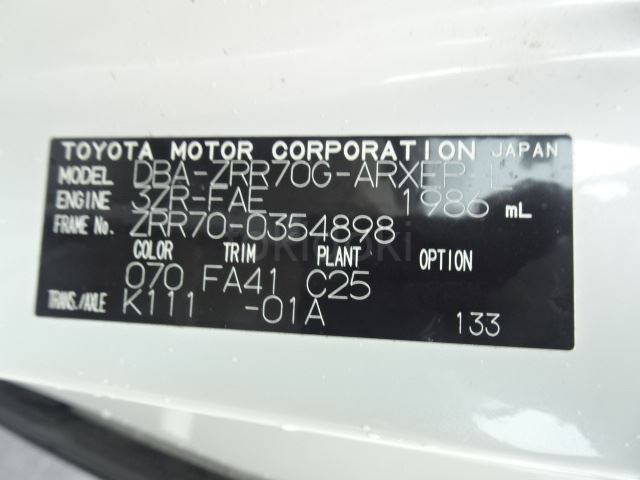 TOYOTA MOTOR CORPORATION JAPAN
MODEL DBA-ZRR70G-ARXEP L
ENGINE 3ZR-FAE 1986 mL
FRAME No. ZRR70-0354898
COLOR TRIM PLANT OPTION
070 FA41 C25
TRANS./AXLE K111 -01A 133